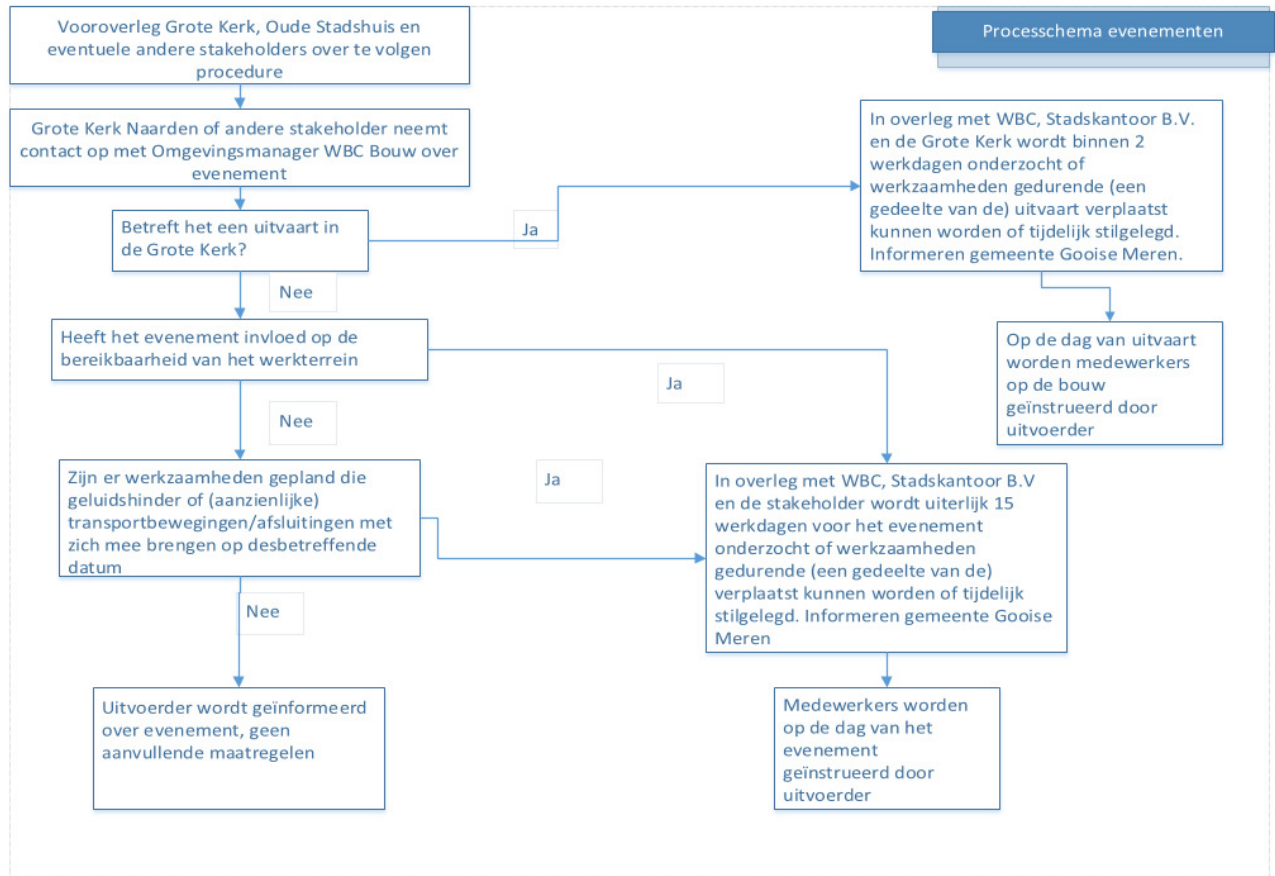 Processchema evenementen
Vooroverleg Grote Kerk, Oude Stadshuis en
eventuele andere stakeholders over te volgen
procedure
Grote Kerk Naarden of andere stakeholder neemt
contact op met Omgevingsmanager WBC Bouw over
evenement
Betreft het een uitvaart in
de Grote Kerk?
Ja
In overleg met WBC, Stadskantoor B.V.
en de Grote Kerk wordt binnen 2
werkdagen onderzocht of
werkzaamheden gedurende (een
gedeelte van de) uitvaart verplaatst
kunnen worden of tijdelijk stilgelegd.
Informeren gemeente Gooise Meren.
Op de dag van uitvaart
worden medewerkers
op de bouw
geïnstrueerd door
uitvoerder
Nee
Heeft het evenement invloed op de
bereikbaarheid van het werkterrein
Ja
Nee
Zijn er werkzaamheden gepland die
geluidshinder of (aanzienlijke)
transportbewegingen/afsluitingen met
zich mee brengen op desbetreffende
datum
Ja
In overleg met WBC, Stadskantoor B.V
en de stakeholder wordt uiterlijk 15
werkdagen voor het evenement
onderzocht of werkzaamheden
gedurende (een gedeelte van de)
verplaatst kunnen worden of tijdelijk
stilgelegd. Informeren gemeente Gooise
Meren
Nee
Uitvoerder wordt geïnformeerd
over evenement, geen
aanvullende maatregelen
Medewerkers worden
op de dag van het
evenement
geïnstrueerd door
uitvoerder